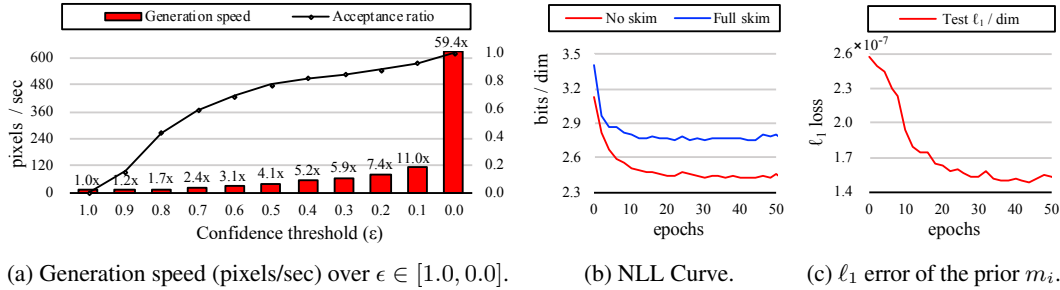 Generation speed Acceptance ratio
59.4x
600
480
360
240
120
0
pixels / sec
1.0x 1.2x 1.7x 2.4x 3.1x 4.1x 5.2x 5.9x 7.4x 11.0x
1.0
0.8
0.6
0.4
0.2
0.0
1.0 0.9 0.8 0.7 0.6 0.5 0.4 0.3 0.2 0.1 0.0
Confidence threshold (ε)
(a) Generation speed (pixels/sec) over ϵ ∈ [1.0, 0.0].
No skim Full skim
3.5
3.2
2.9
2.6
2.3
bits / dim
0 10 20 30 40 50
epochs
(b) NLL Curve.
Test ℓ₁ / dim
×10⁻⁷
2.6
2.3
2.0
1.7
1.4
ℓ₁ loss
0 10 20 30 40 50
epochs
(c) ℓ₁ error of the prior mᵢ.